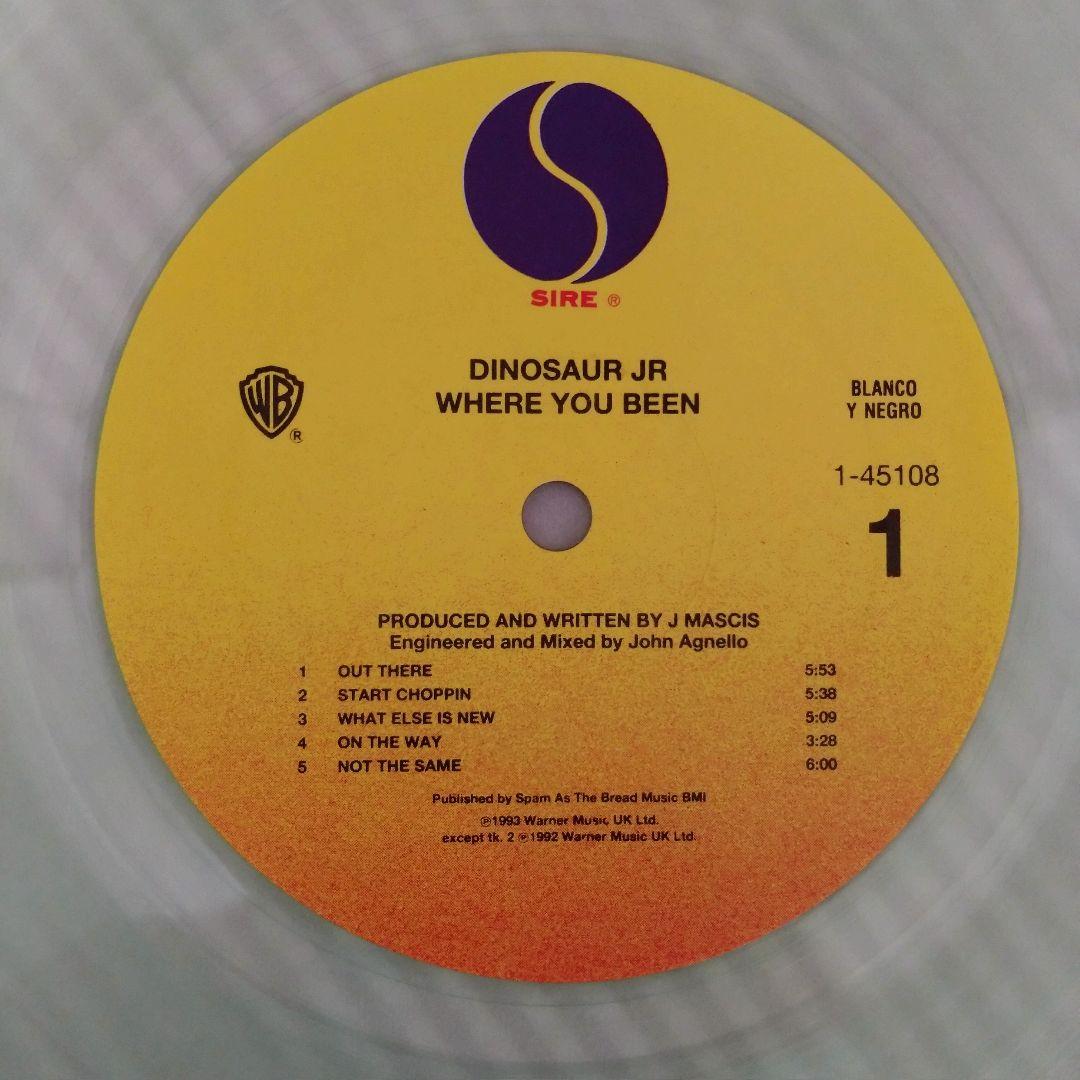 SIRE ®
WB ®
DINOSAUR JR
WHERE YOU BEEN
BLANCO
Y NEGRO
1-45108
1
PRODUCED AND WRITTEN BY J MASCIS
Engineered and Mixed by John Agnello
1 OUT THERE 5:53
2 START CHOPPIN 5:38
3 WHAT ELSE IS NEW 5:09
4 ON THE WAY 3:28
5 NOT THE SAME 6:00
Published by Spam As The Bread Music BMI
℗1993 Warner Music UK Ltd.
except tk. 2 ℗1992 Warner Music UK Ltd.